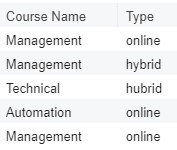 Course Name Type
Management online
Management hybrid
Technical hubrid
Automation online
Management online